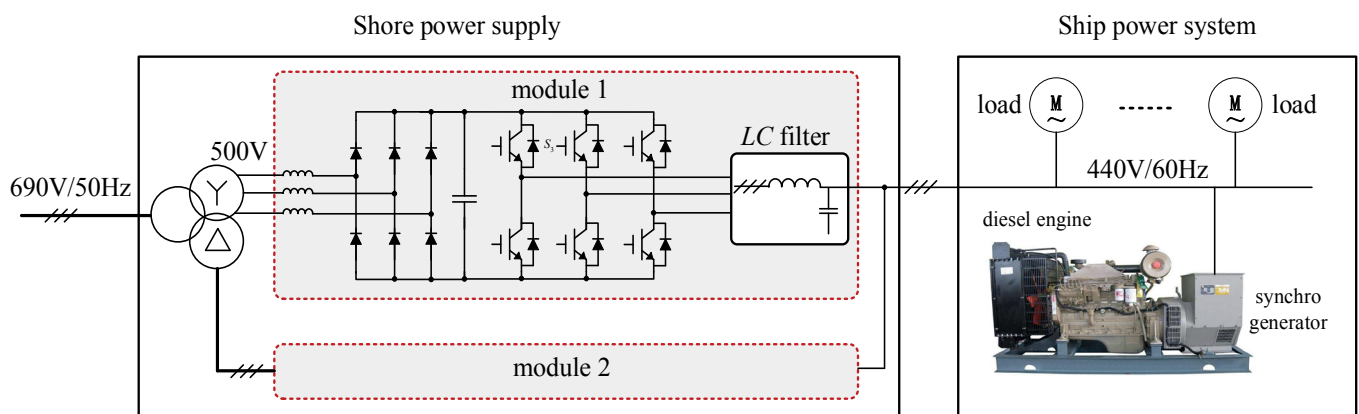 Shore power supply
Ship power system
module 1
load
M
~
M
~
load
500V
S3
LC filter
690V/50Hz
Y
Δ
440V/60Hz
diesel engine
synchro
generator
module 2